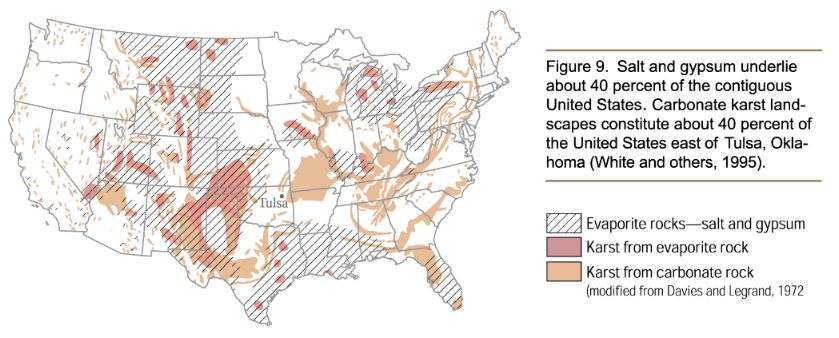 Figure 9. Salt and gypsum underlie
about 40 percent of the contiguous
United States. Carbonate karst land-
scapes constitute about 40 percent of
the United States east of Tulsa, Okla-
homa (White and others, 1995).
Tulsa
Evaporite rocks—salt and gypsum
Karst from evaporite rock
Karst from carbonate rock
(modified from Davies and Legrand, 1972